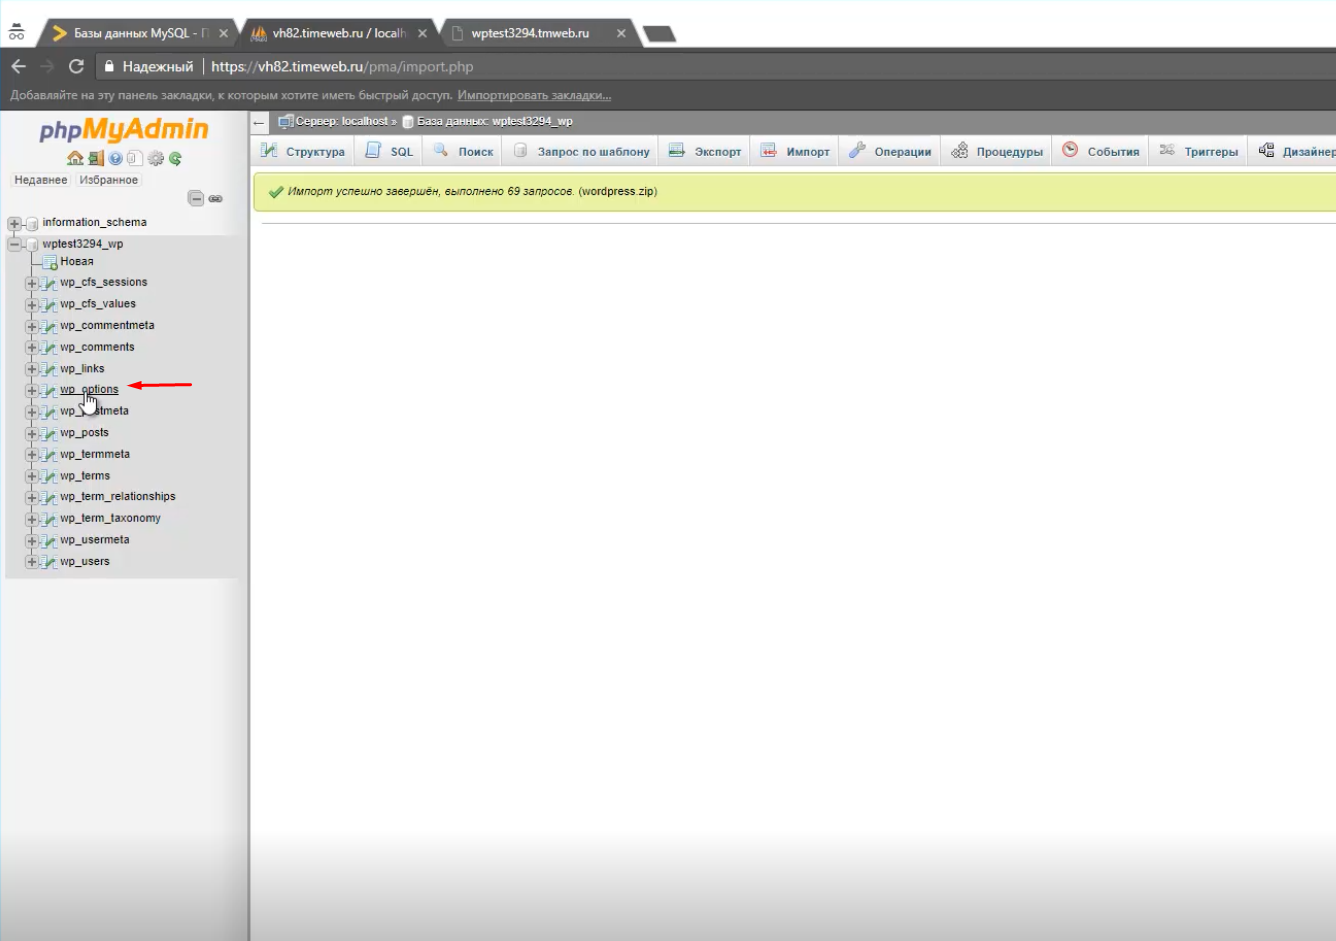 Базы данных MySQL - П
vh82.timeweb.ru / localh
wptest3294.tmweb.ru
Надежный
https://vh82.timeweb.ru/pma/import.php
Добавляйте на эту панель закладки, к которым хотите иметь быстрый доступ. Импортировать закладки...
phpMyAdmin
Недавнее Избранное
information_schema
wptest3294_wp
Новая
wp_cfs_sessions
wp_cfs_values
wp_commentmeta
wp_comments
wp_links
wp_options
wp_postmeta
wp_posts
wp_termmeta
wp_terms
wp_term_relationships
wp_term_taxonomy
wp_usermeta
wp_users
Сервер: localhost » База данных: wptest3294_wp
Структура SQL Поиск Запрос по шаблону Экспорт Импорт Операции Процедуры События Триггеры Дизайнер
Импорт успешно завершён, выполнено 69 запросов. (wordpress.zip)